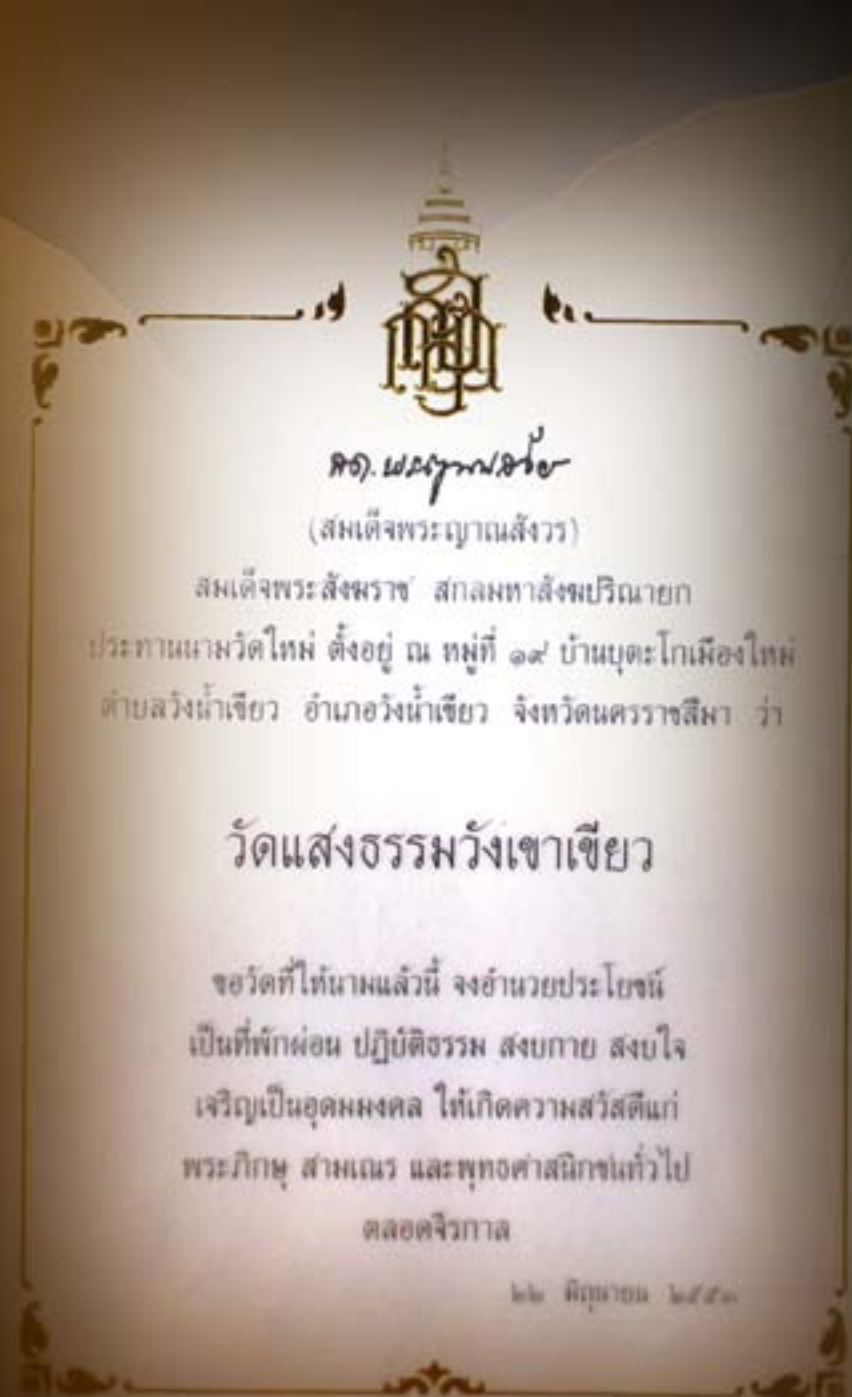 (สมเด็จพระญาณสังวร)
สมเด็จพระสังฆราช สกลมหาสังฆปริณายก
ประทานนามวัดใหม่ ตั้งอยู่ ณ หมู่ที่ ๑๙ บ้านบุตะโกเมืองใหม่
ตำบลวังน้ำเขียว อำเภอวังน้ำเขียว จังหวัดนครราชสีมา ว่า
วัดแสงธรรมวังเขาเขียว
ขอวัดที่ให้นามแล้วนี้ จงอำนวยประโยชน์
เป็นที่พักผ่อน ปฏิบัติธรรม สงบกาย สงบใจ
เจริญเป็นอุดมมงคล ให้เกิดความสวัสดีแก่
พระภิกษุ สามเณร และพุทธศาสนิกชนทั่วไป
ตลอดจิรกาล
๒๒ มิถุนายน